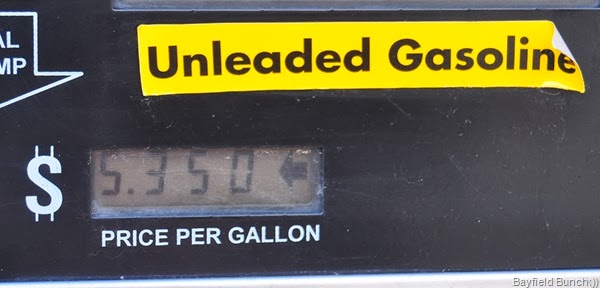 Unleaded Gasoline
AL
MP
$ 5.350 ←
PRICE PER GALLON
Bayfield Bunch:))